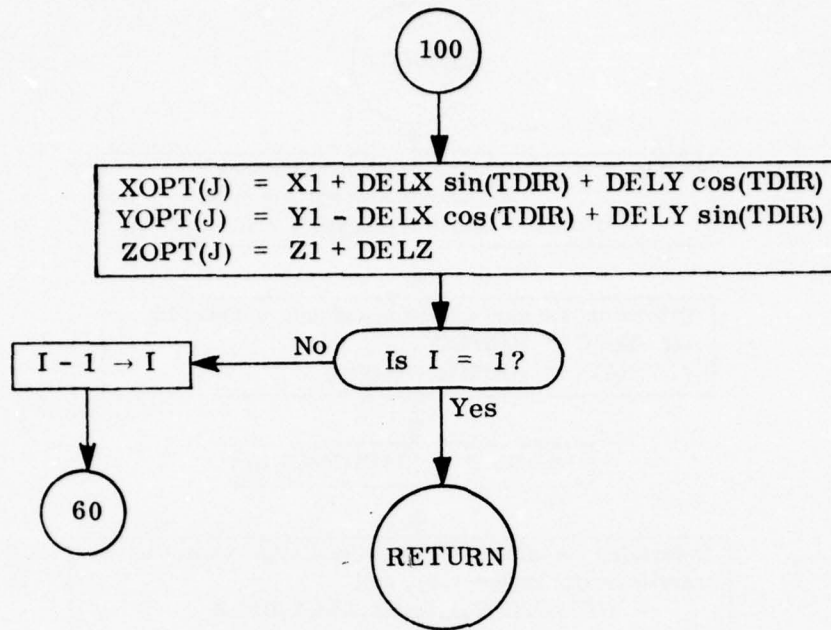 100
XOPT(J) = X1 + DELX sin(TDIR) + DELY cos(TDIR)
YOPT(J) = Y1 - DELX cos(TDIR) + DELY sin(TDIR)
ZOPT(J) = Z1 + DELZ
Is I = 1?
No
I - 1 → I
Yes
60
RETURN